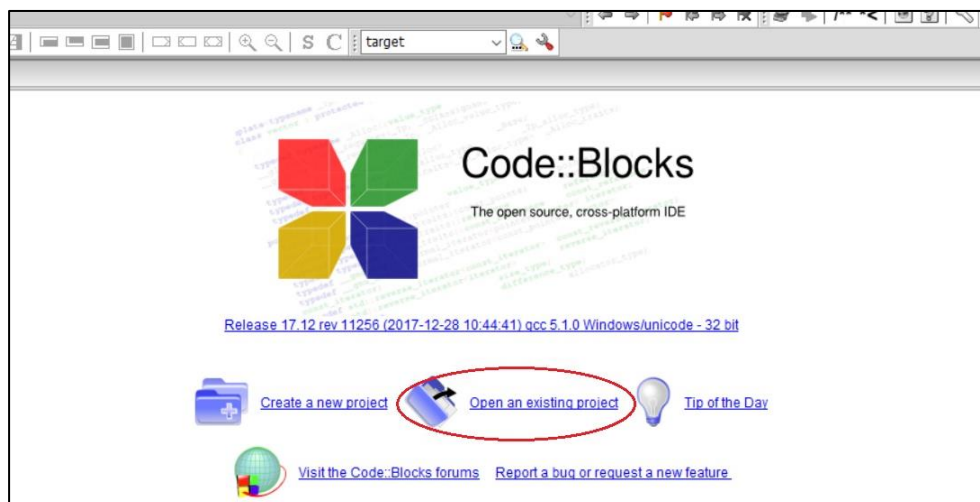 S C target
Code::Blocks
The open source, cross-platform IDE
Release 17.12 rev 11256 (2017-12-28 10:44:41) gcc 5.1.0 Windows/unicode - 32 bit
Create a new project Open an existing project Tip of the Day
Visit the Code::Blocks forums Report a bug or request a new feature